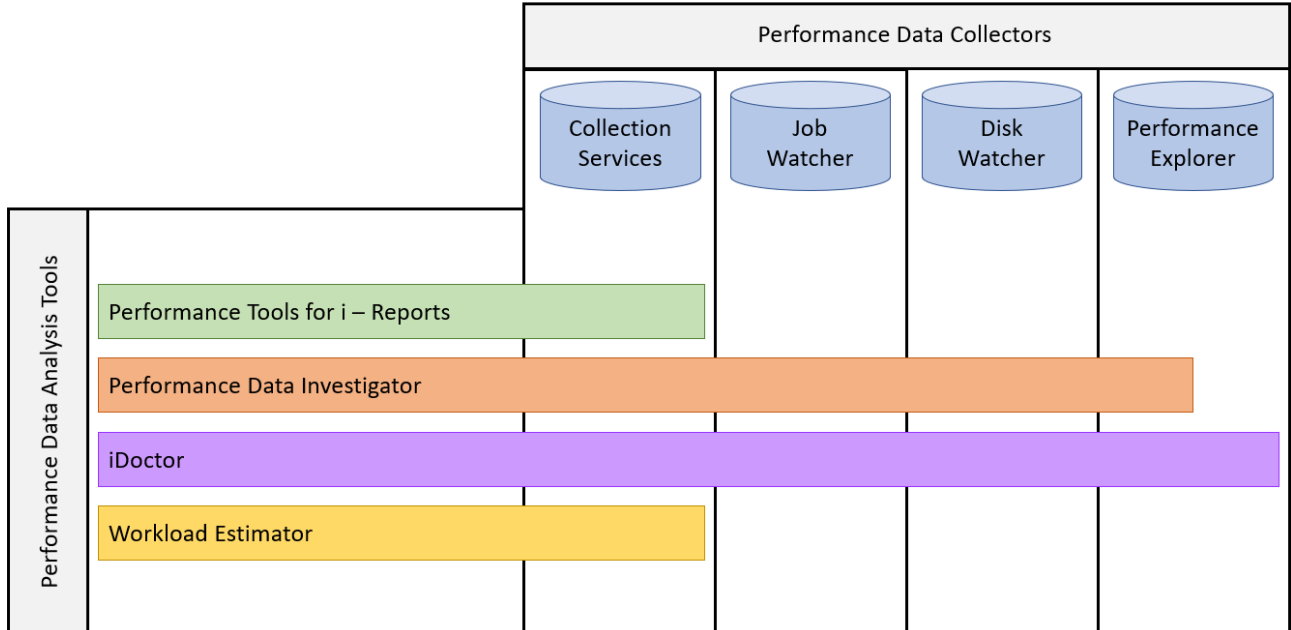 Performance Data Collectors
Collection
Services
Job
Watcher
Disk
Watcher
Performance
Explorer
Performance Data Analysis Tools
Performance Tools for i – Reports
Performance Data Investigator
iDoctor
Workload Estimator